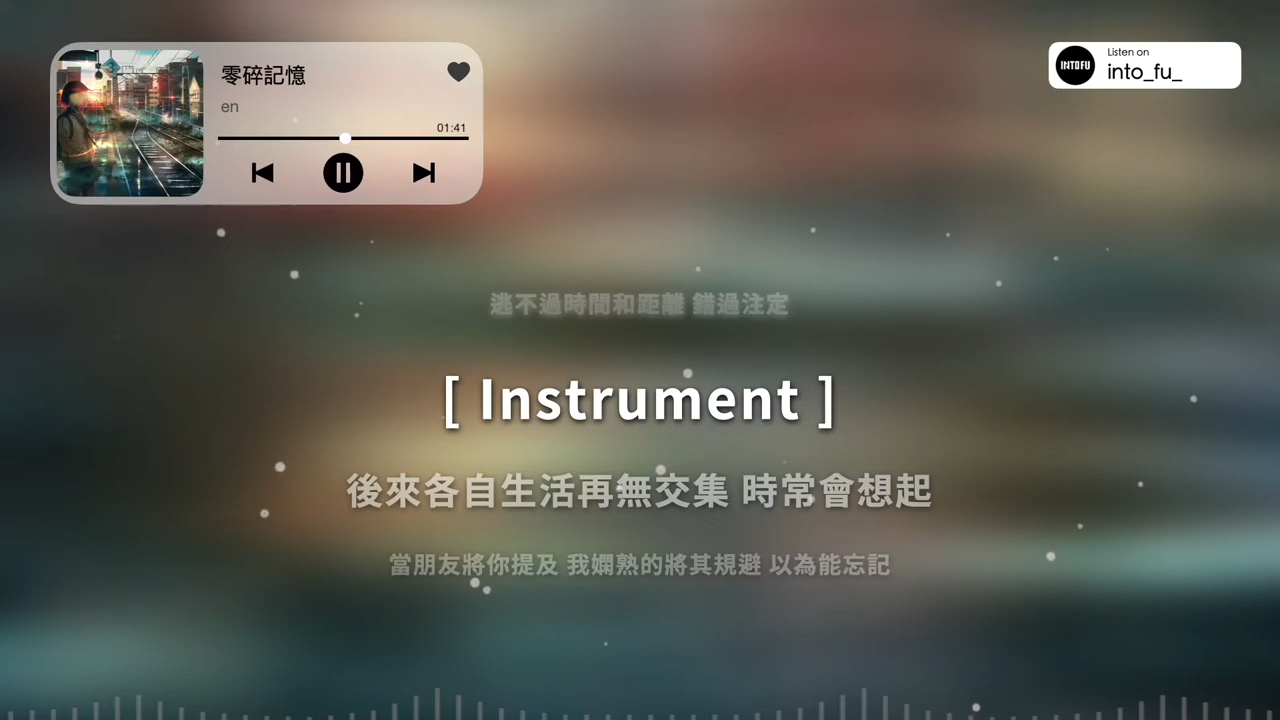 零碎記憶
en
01:41
INTOFU
Listen on
into_fu_
逃不過時間和距離 錯過注定
[ Instrument ]
後來各自生活再無交集 時常會想起
當朋友將你提及 我嫻熟的將其規避 以為能忘記